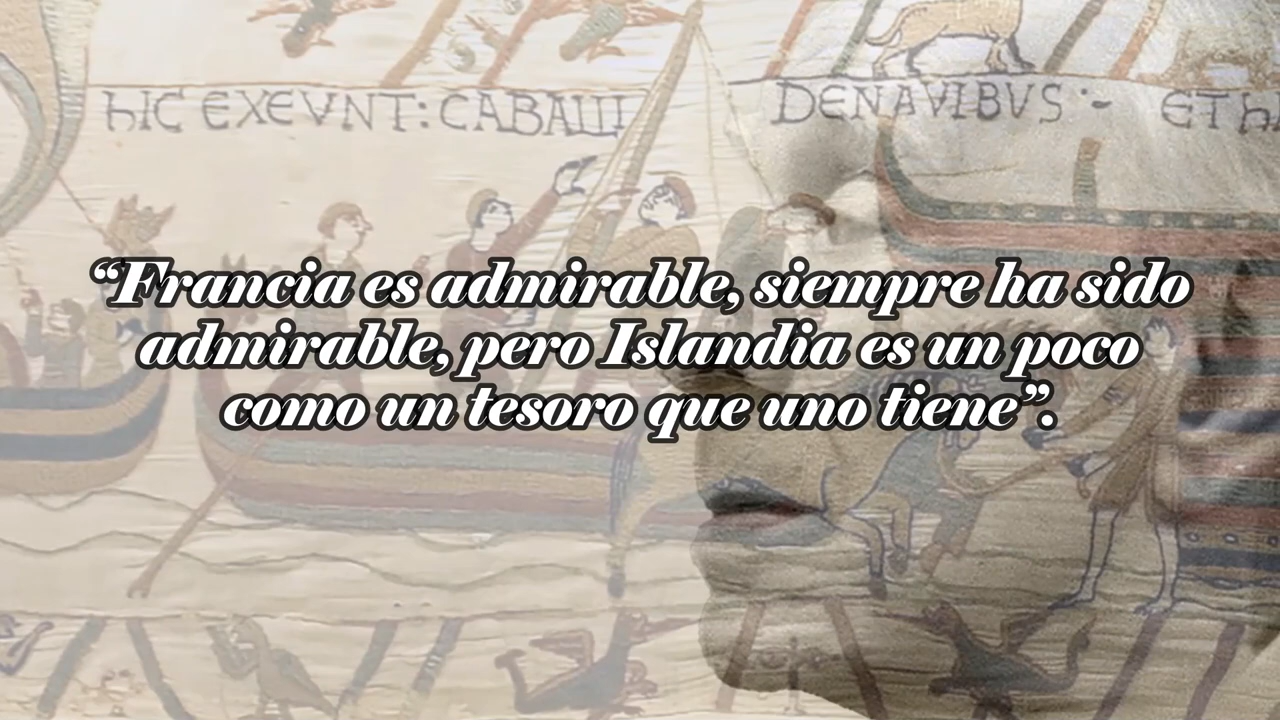 HIC EXEVNT: CABALLI DENAVIBVS :- ET h
“Francia es admirable, siempre ha sido
admirable, pero Islandia es un poco
como un tesoro que uno tiene”.